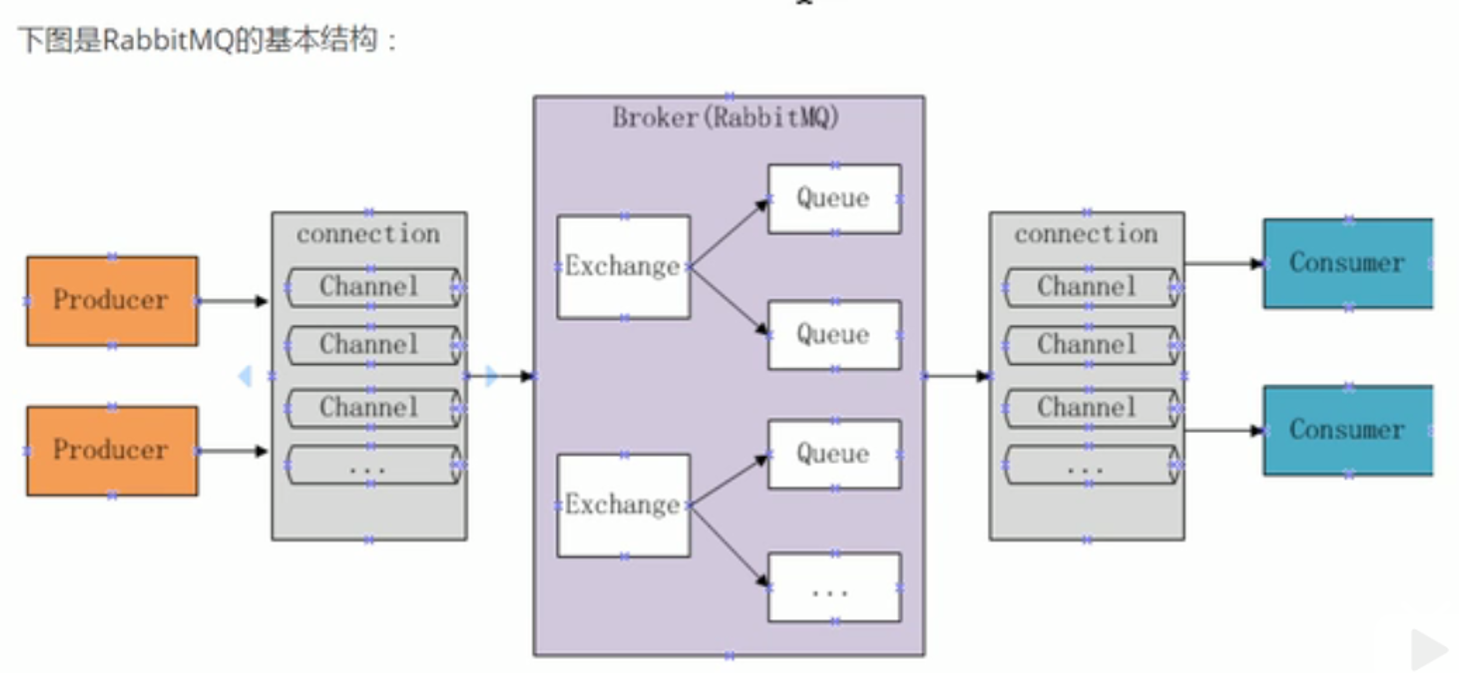 下图是RabbitMQ的基本结构：
Broker(RabbitMQ)
Producer
Producer
connection
Channel
Channel
Channel
...
Exchange
Queue
Queue
Exchange
Queue
...
connection
Channel
Channel
Channel
...
Consumer
Consumer